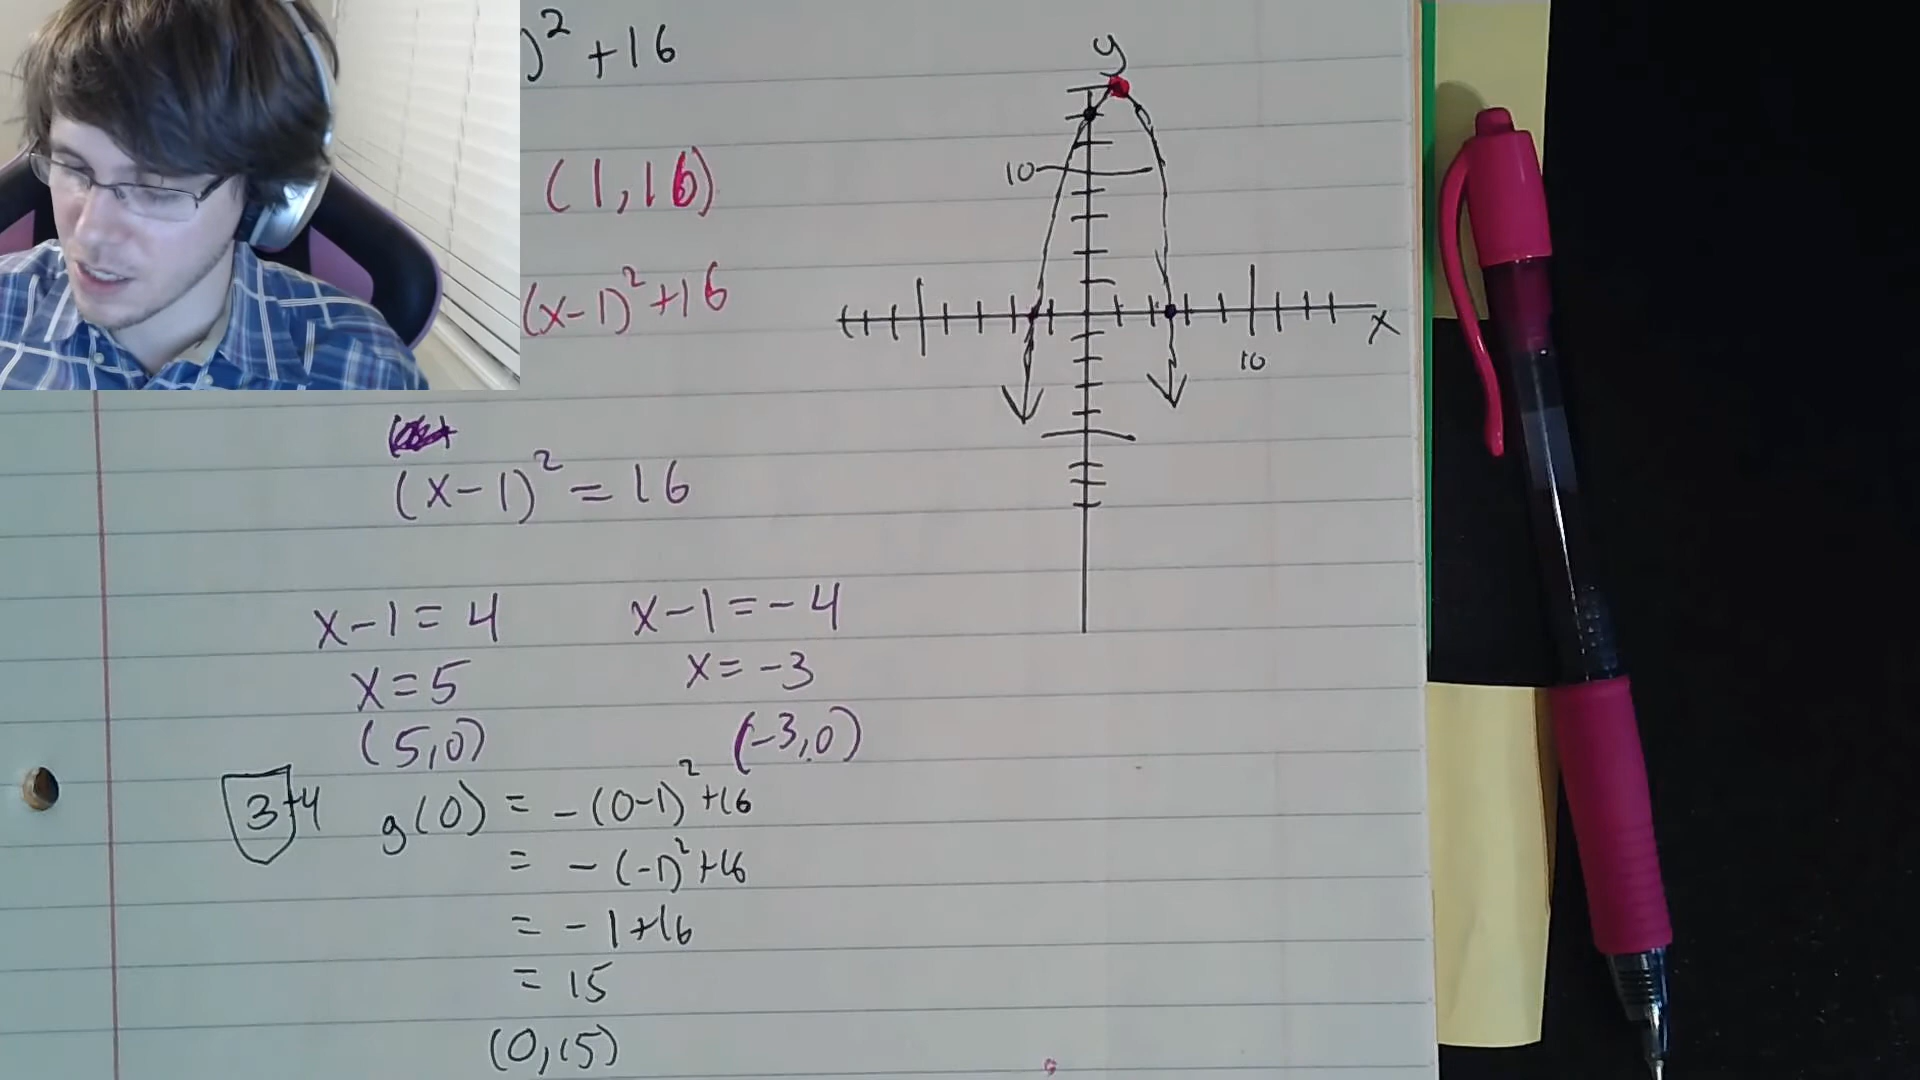 )² +16
(1,16)
(x-1)²+16
(x-1)² = 16
x-1 = 4
x-1 = -4
x = 5
x = -3
(5,0)
(-3,0)
3+4
g(0) = -(0-1)² +16
= -(-1)² +16
= -1+16
= 15
(0,15)
y
10
x
10